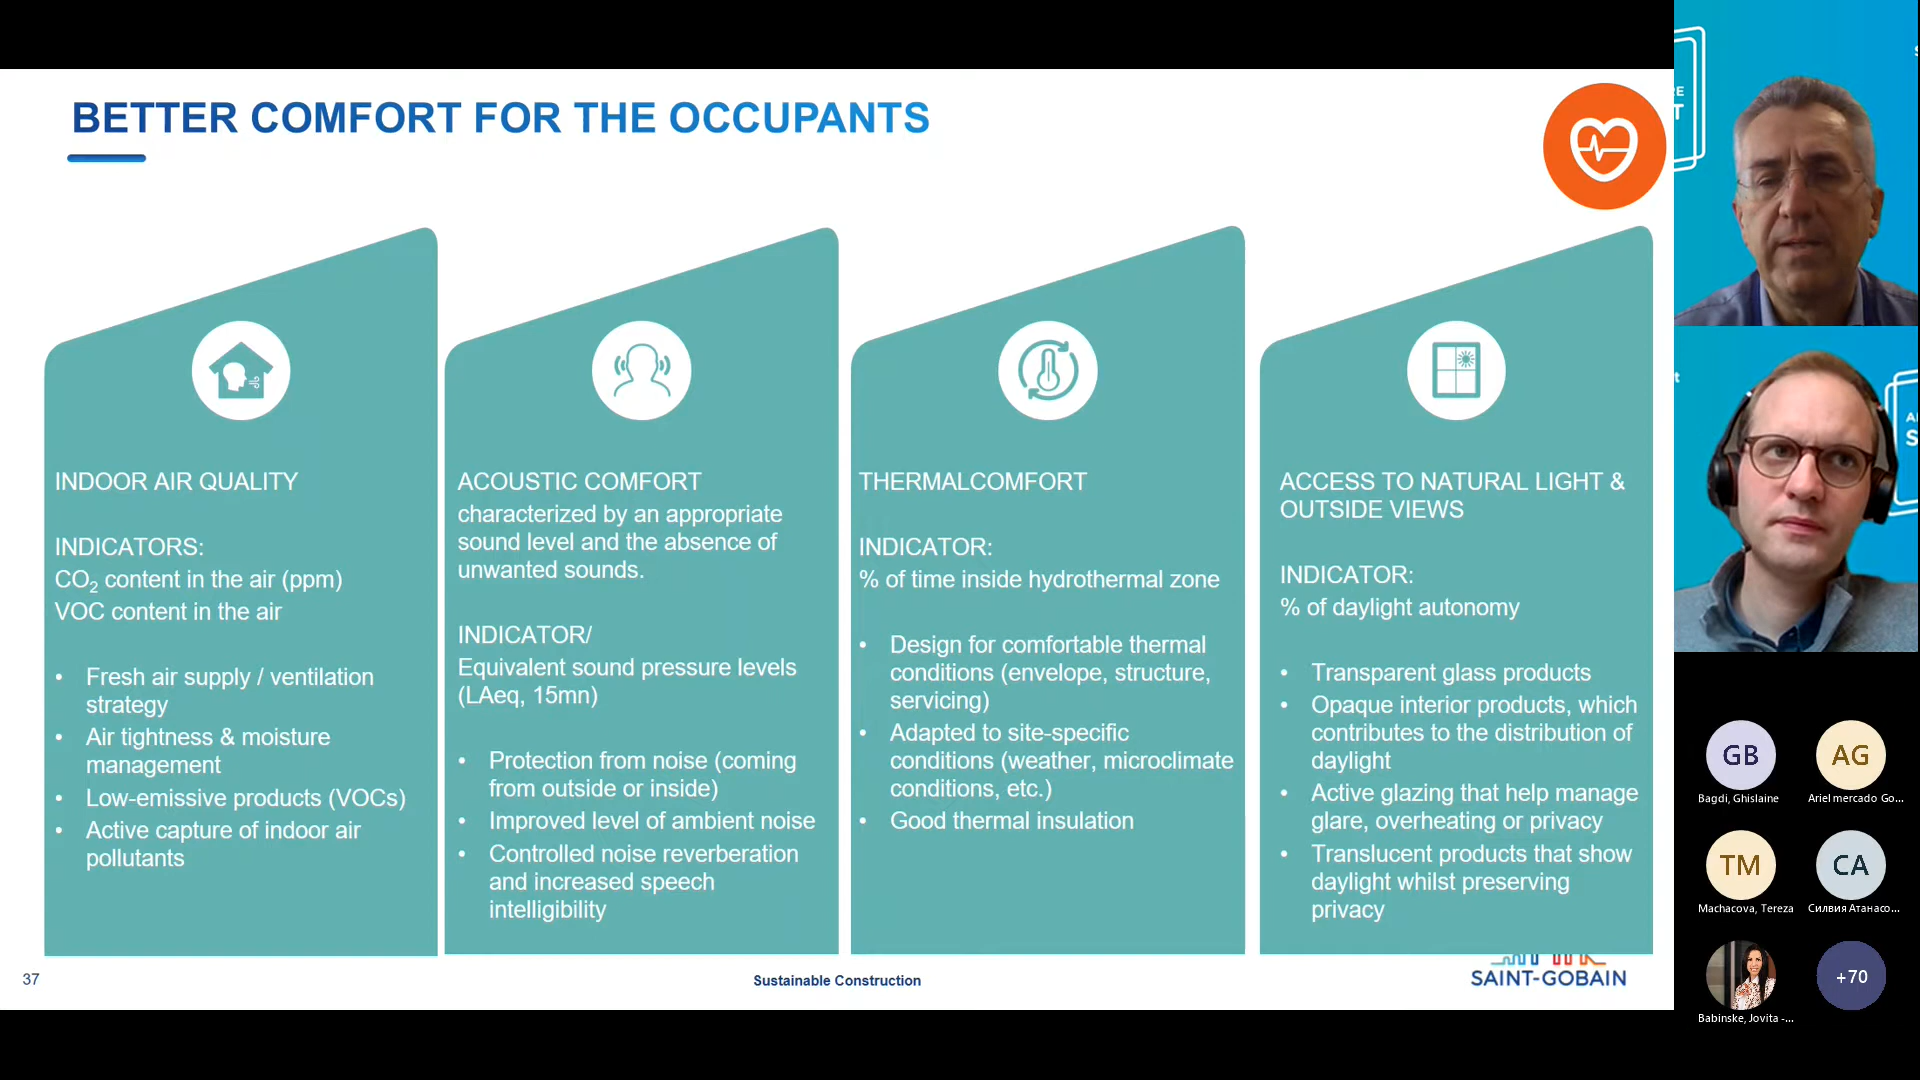 BETTER COMFORT FOR THE OCCUPANTS
INDOOR AIR QUALITY
INDICATORS:
CO2 content in the air (ppm)
VOC content in the air
• Fresh air supply / ventilation
strategy
• Air tightness & moisture
management
• Low-emissive products (VOCs)
• Active capture of indoor air
pollutants
ACOUSTIC COMFORT
characterized by an appropriate
sound level and the absence of
unwanted sounds.
INDICATOR/
Equivalent sound pressure levels
(LAeq, 15mn)
• Protection from noise (coming
from outside or inside)
• Improved level of ambient noise
• Controlled noise reverberation
and increased speech
intelligibility
THERMALCOMFORT
INDICATOR:
% of time inside hydrothermal zone
• Design for comfortable thermal
conditions (envelope, structure,
servicing)
• Adapted to site-specific
conditions (weather, microclimate
conditions, etc.)
• Good thermal insulation
ACCESS TO NATURAL LIGHT &
OUTSIDE VIEWS
INDICATOR:
% of daylight autonomy
• Transparent glass products
• Opaque interior products, which
contributes to the distribution of
daylight
• Active glazing that help manage
glare, overheating or privacy
• Translucent products that show
daylight whilst preserving
privacy
37
Sustainable Construction
SAINT-GOBAIN
GB
Bagdi, Ghislaine
AG
Ariel mercado Go...
TM
Machacova, Tereza
CA
Силвия Атанасо...
Babinske, Jovita -...
+70